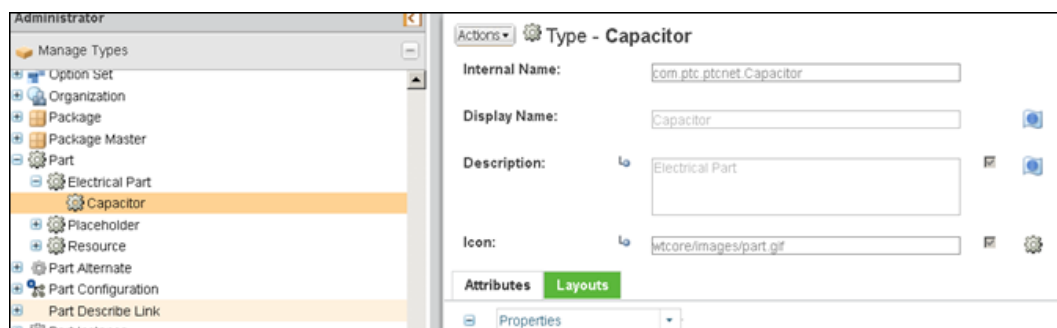 Administrator
Manage Types
Option Set
Organization
Package
Package Master
Part
Electrical Part
Capacitor
Placeholder
Resource
Part Alternate
Part Configuration
Part Describe Link
Actions
Type - Capacitor
Internal Name:
com.ptc.ptcnet.Capacitor
Display Name:
Capacitor
Description:
Electrical Part
Icon:
wtcore/images/part.gif
Attributes
Layouts
Properties